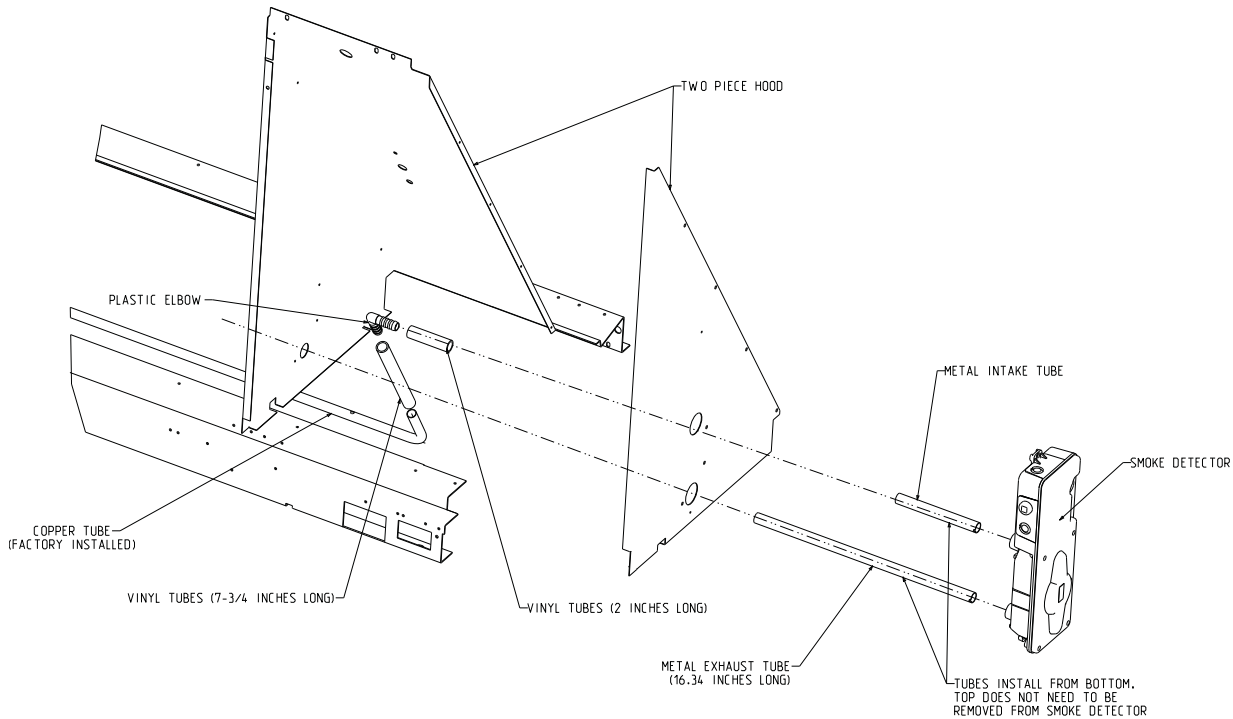 TWO PIECE HOOD
PLASTIC ELBOW
METAL INTAKE TUBE
SMOKE DETECTOR
COPPER TUBE
(FACTORY INSTALLED)
VINYL TUBES (7-3/4 INCHES LONG)
VINYL TUBES (2 INCHES LONG)
METAL EXHAUST TUBE
(16.34 INCHES LONG)
TUBES INSTALL FROM BOTTOM.
TOP DOES NOT NEED TO BE
REMOVED FROM SMOKE DETECTOR